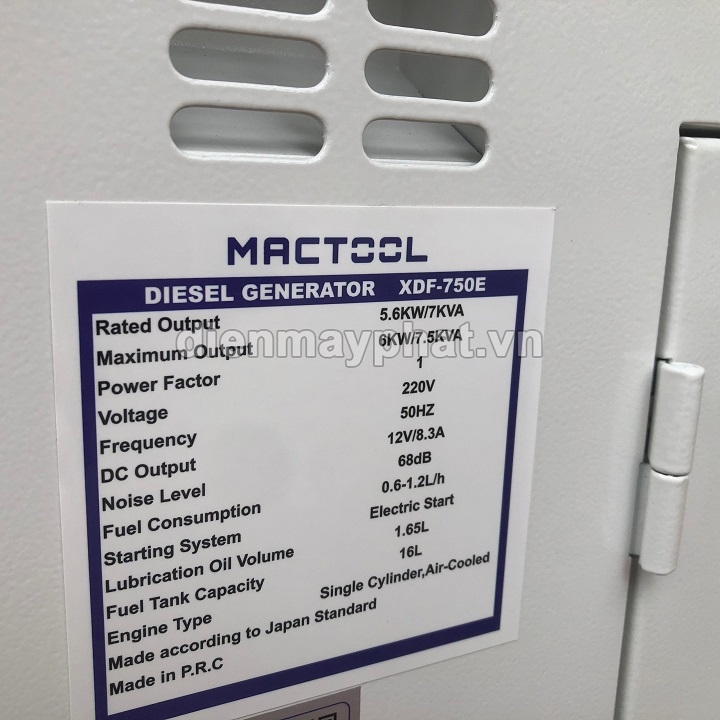 MACTOOL
DIESEL GENERATOR XDF-750E
Rated Output 5.6KW/7KVA
Maximum Output 6KW/7.5KVA
dienmayphat.vn
Power Factor 1
Voltage 220V
Frequency 50HZ
DC Output 12V/8.3A
Noise Level 68dB
Fuel Consumption 0.6-1.2L/h
Starting System Electric Start
Lubrication Oil Volume 1.65L
Fuel Tank Capacity 16L
Engine Type Single Cylinder,Air-Cooled
Made according to Japan Standard
Made in P.R.C